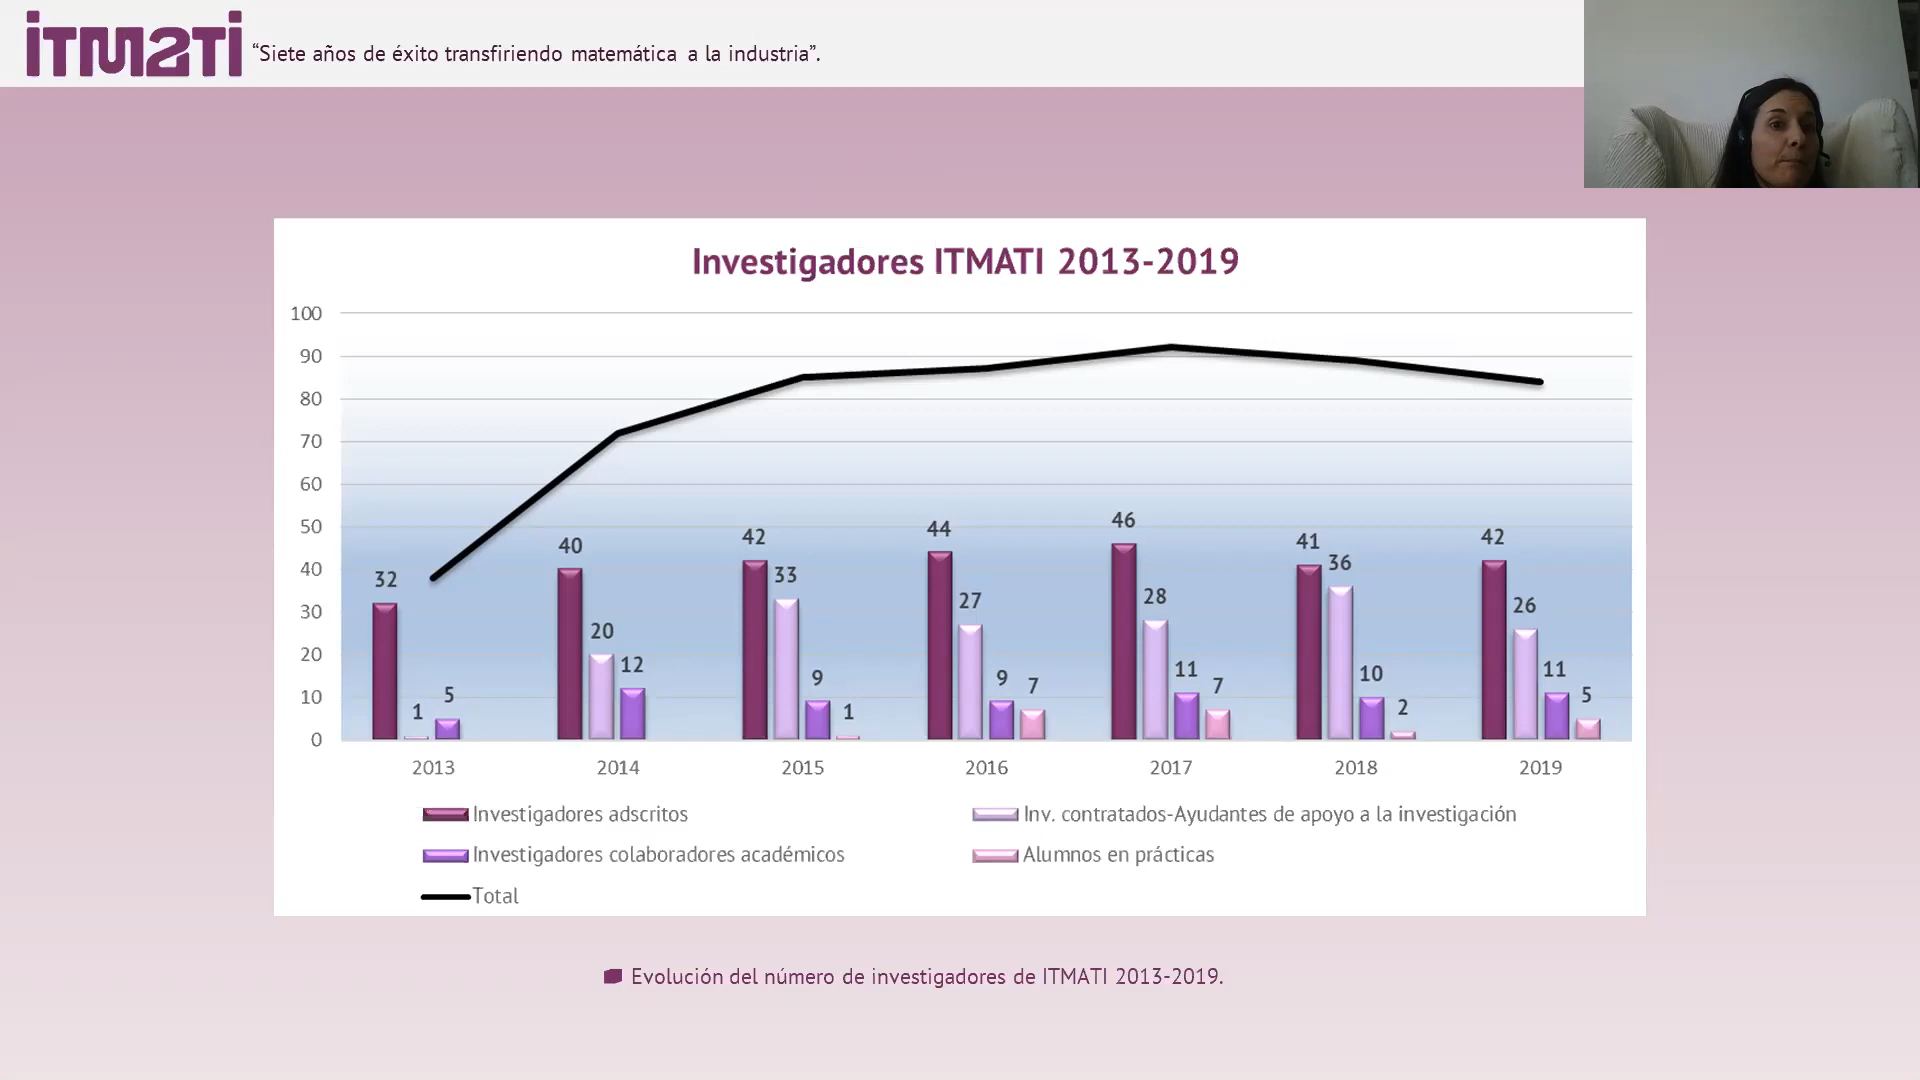 itmati "Siete años de éxito transfiriendo matemática a la industria".
Investigadores ITMATI 2013-2019
100
90
80
70
60
50
40
30
20
10
0
32 1 5
40 20 12
42 33 9 1
44 27 9 7
46 28 11 7
41 36 10 2
42 26 11 5
2013 2014 2015 2016 2017 2018 2019
Investigadores adscritos
Inv. contratados-Ayudantes de apoyo a la investigación
Investigadores colaboradores académicos
Alumnos en prácticas
Total
Evolución del número de investigadores de ITMATI 2013-2019.